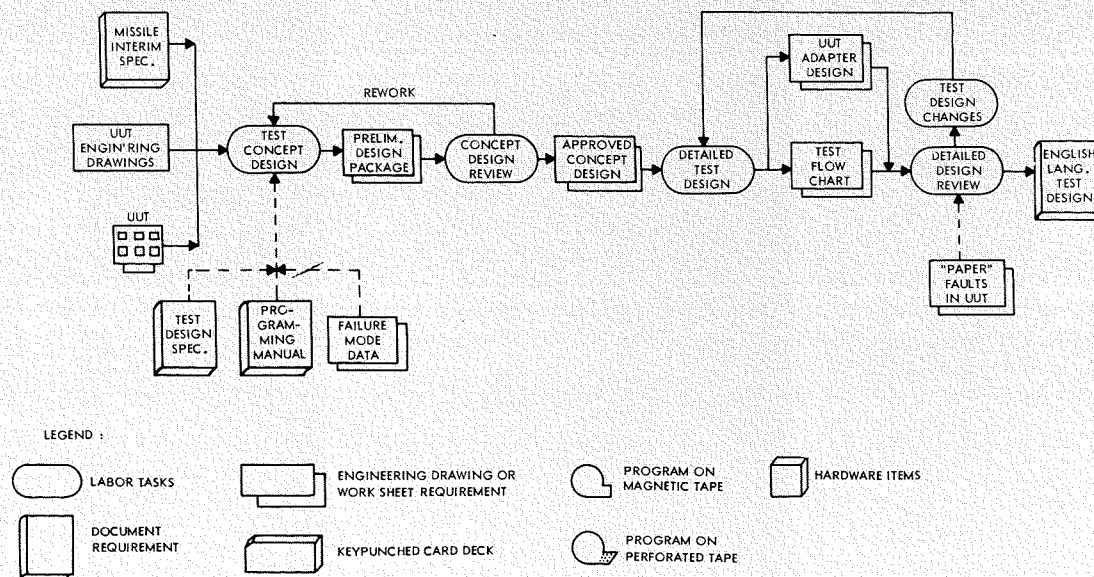 MISSILE
INTERIM
SPEC.
UUT
ENGIN'RING
DRAWINGS
UUT
TEST
DESIGN
SPEC.
PRO-
GRAM-
MING
MANUAL
FAILURE
MODE
DATA
TEST
CONCEPT
DESIGN
REWORK
PRELIM.
DESIGN
PACKAGE
CONCEPT
DESIGN
REVIEW
APPROVED
CONCEPT
DESIGN
DETAILED
TEST
DESIGN
UUT
ADAPTER
DESIGN
TEST
FLOW
CHART
TEST
DESIGN
CHANGES
DETAILED
DESIGN
REVIEW
"PAPER"
FAULTS
IN UUT
ENGLISH
LANG.
TEST
DESIGN
LEGEND :
LABOR TASKS
DOCUMENT
REQUIREMENT
ENGINEERING DRAWING OR
WORK SHEET REQUIREMENT
KEYPUNCHED CARD DECK
PROGRAM ON
MAGNETIC TAPE
PROGRAM ON
PERFORATED TAPE
HARDWARE ITEMS